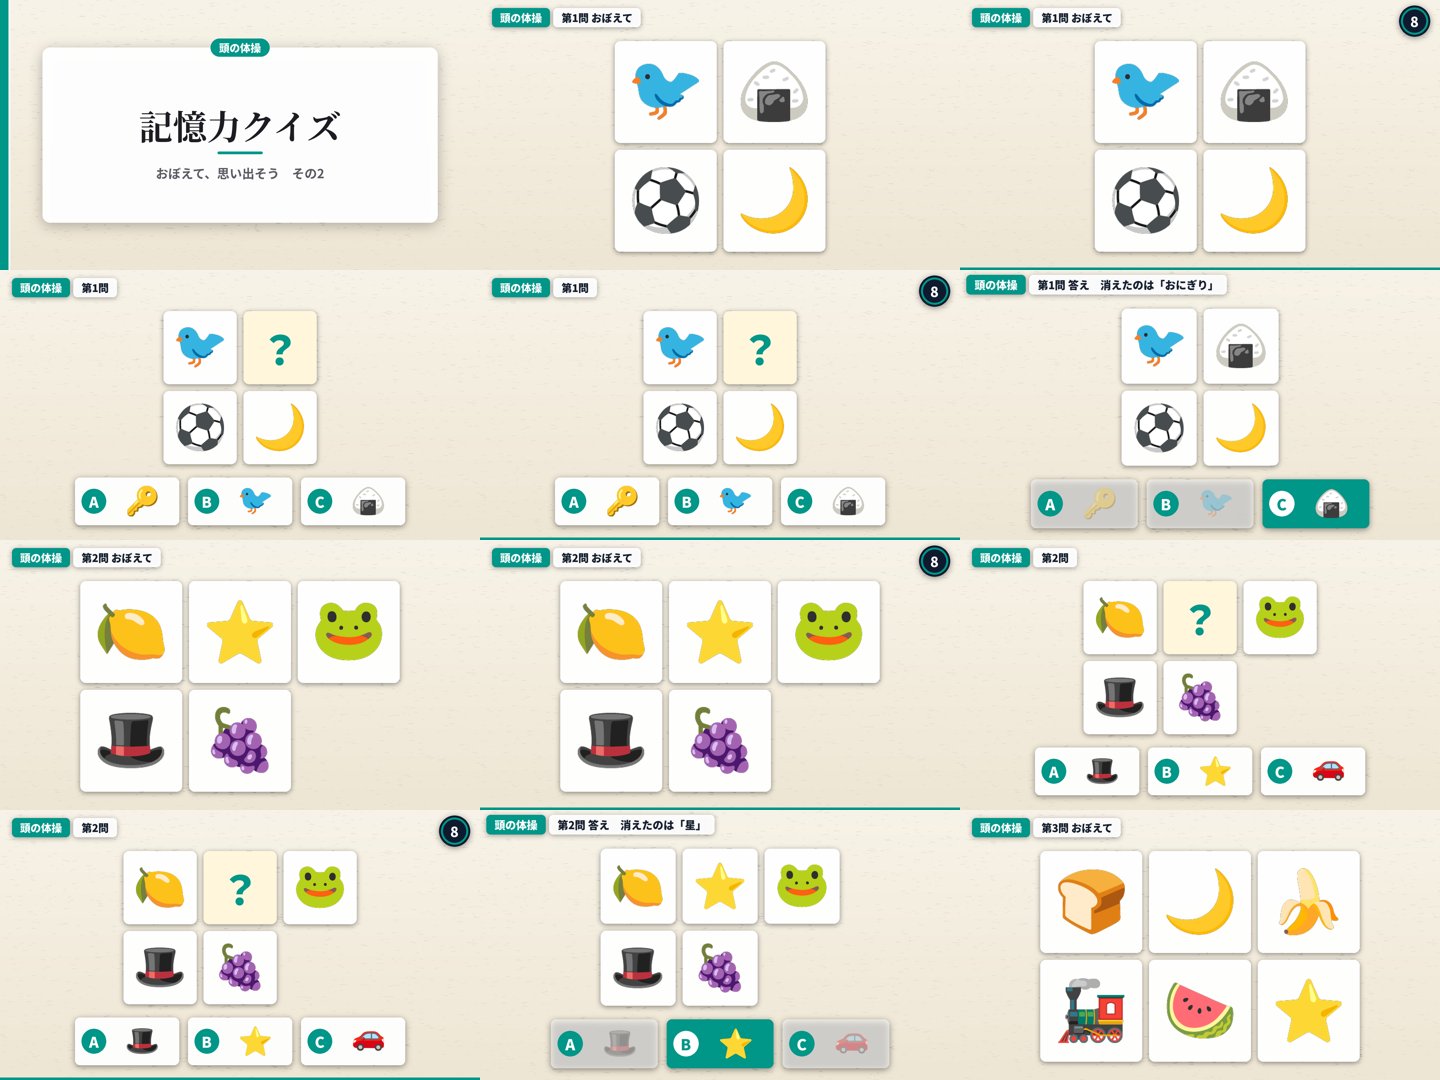 頭の体操
記憶力クイズ
おぼえて、思い出そう　その2
頭の体操 第1問 おぼえて
頭の体操 第1問 おぼえて
8
頭の体操 第1問
?
A
B
C
頭の体操 第1問
8
?
A
B
C
頭の体操 第1問 答え　消えたのは「おにぎり」
A
B
C
頭の体操 第2問 おぼえて
頭の体操 第2問 おぼえて
8
頭の体操 第2問
?
A
B
C
頭の体操 第2問
8
?
A
B
C
頭の体操 第2問 答え　消えたのは「星」
A
B
C
頭の体操 第3問 おぼえて